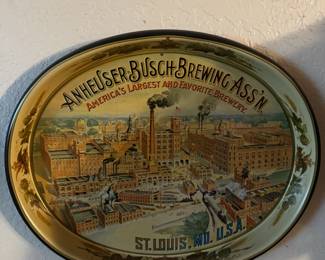 ANHEUSER-BUSCH BREWING ASS'N.
AMERICA'S LARGEST AND FAVORITE BREWERY.
ST. LOUIS, MO. U.S.A.